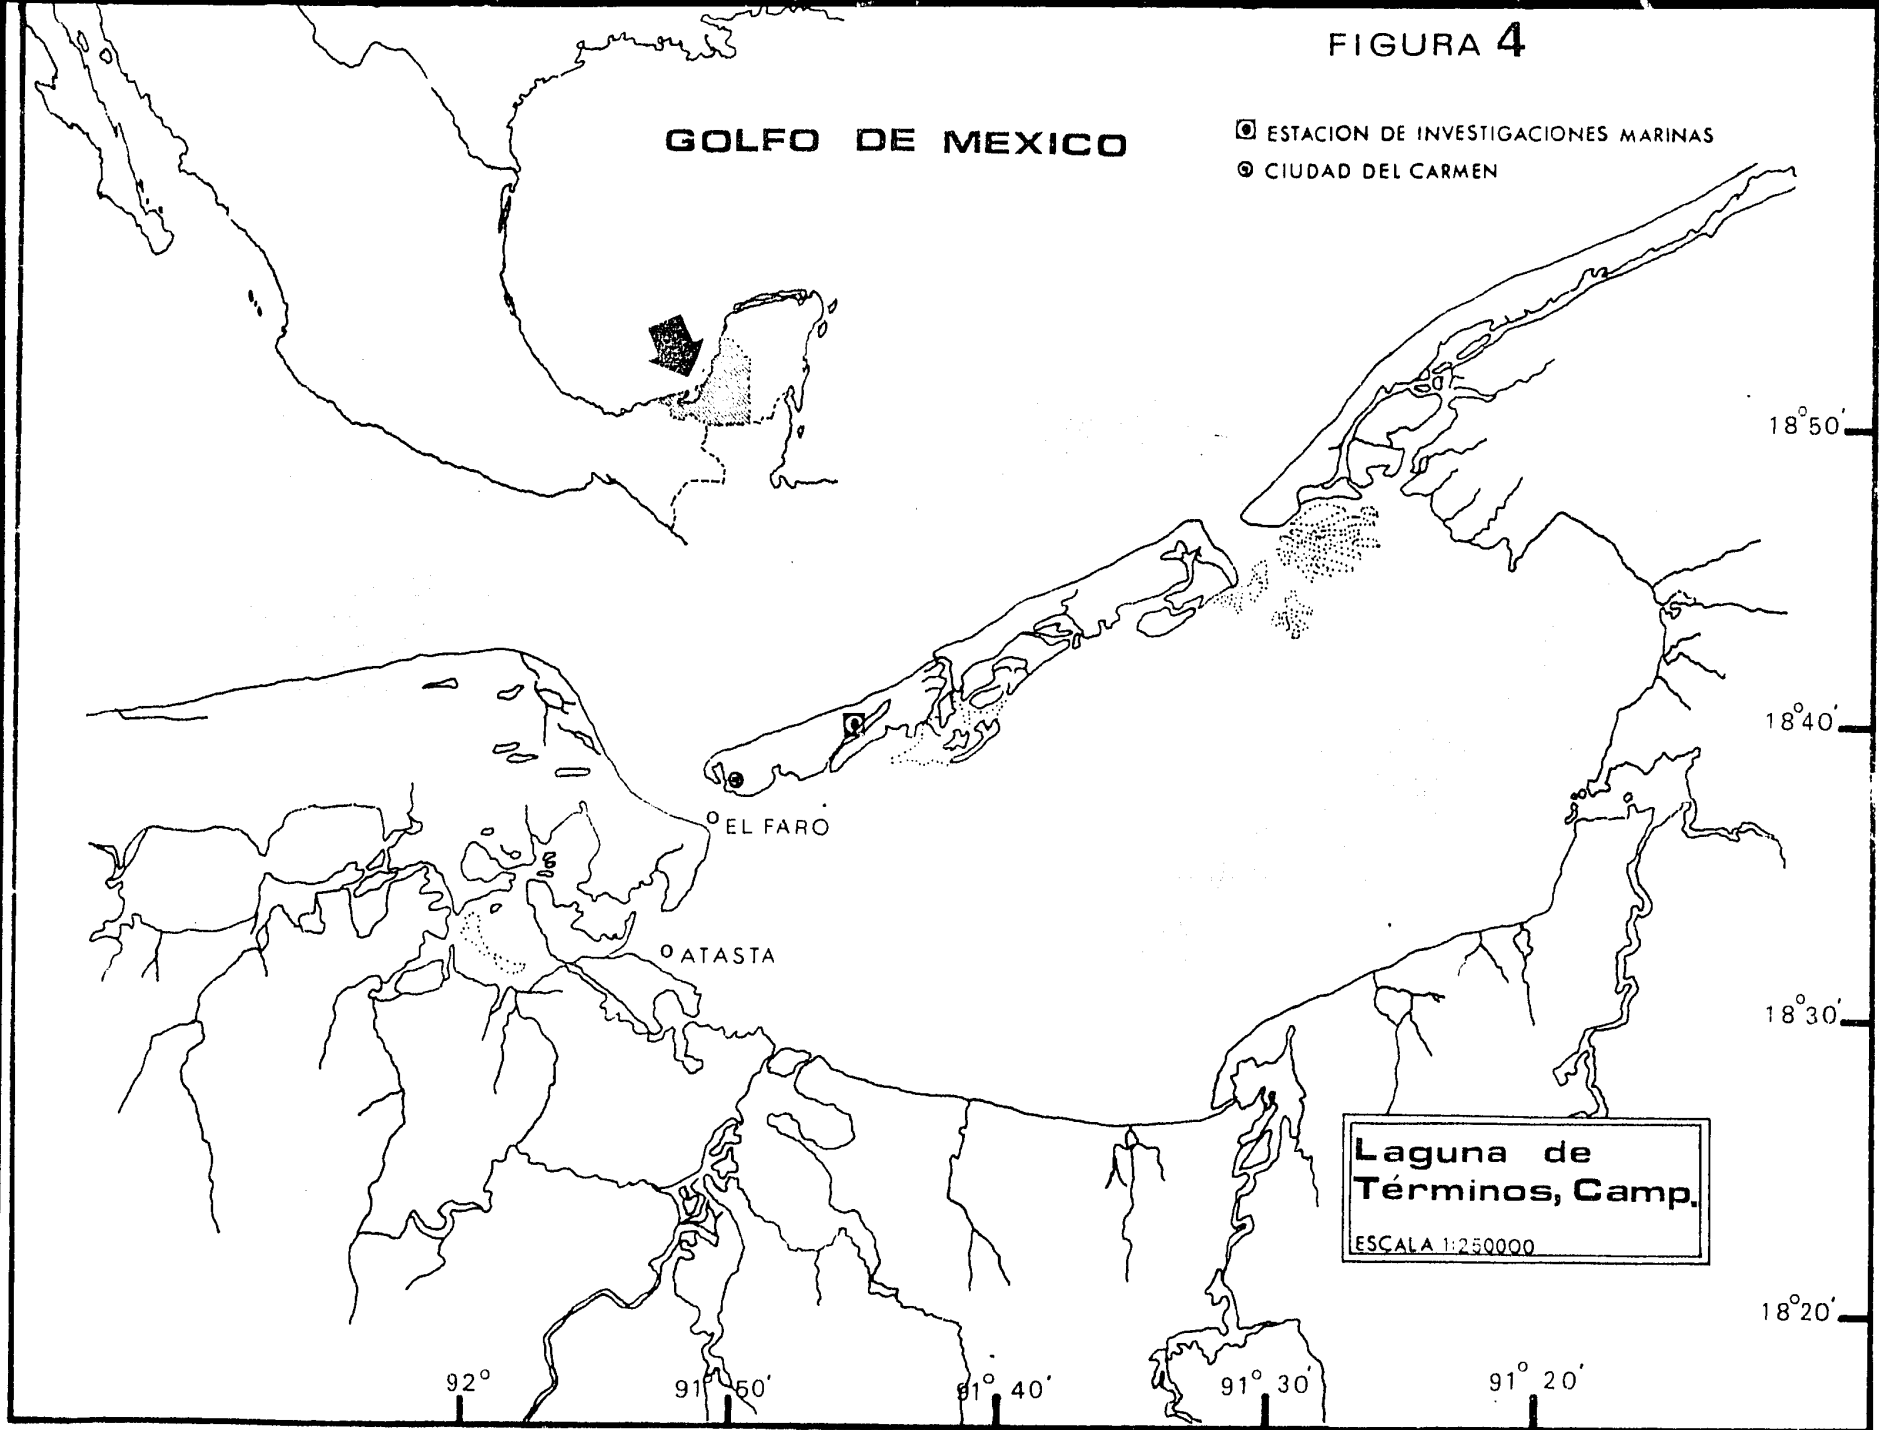 FIGURA 4
GOLFO DE MEXICO
ESTACION DE INVESTIGACIONES MARINAS
CIUDAD DEL CARMEN
18°50'
18°40'
EL FARO
ATASTA
18°30'
Laguna de
Términos, Camp.
ESCALA 1:250000
18°20'
92°
91°50'
91°40'
91°30'
91°20'